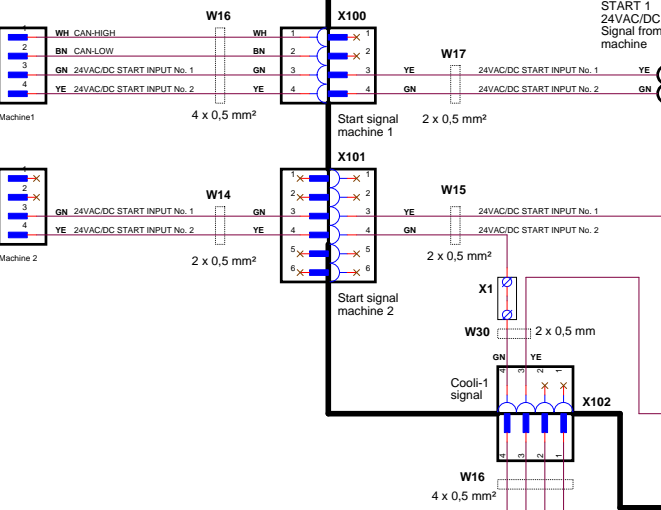 START 1
24VAC/DC
Signal from
machine
W16
X100
1
WH CAN-HIGH WH 1 1
2
BN CAN-LOW BN 2 2
W17
3
GN 24VAC/DC START INPUT No. 1 GN 3 3 YE 24VAC/DC START INPUT No. 1 YE
4
YE 24VAC/DC START INPUT No. 2 YE 4 4 GN 24VAC/DC START INPUT No. 2 GN
Machine1
4 x 0,5 mm²
Start signal
machine 1
2 x 0,5 mm²
X101
1 1 1
W14
W15
2 2 2
3
GN 24VAC/DC START INPUT No. 1 GN 3 3 YE 24VAC/DC START INPUT No. 1
4
YE 24VAC/DC START INPUT No. 2 YE 4 4 GN 24VAC/DC START INPUT No. 2
Machine 2
2 x 0,5 mm²
5 5
6 6
2 x 0,5 mm²
Start signal
machine 2
X1
W30 2 x 0,5 mm
GN YE
4 3 2 1
Cooli-1
signal
X102
4 3 2 1
W16
4 x 0,5 mm²